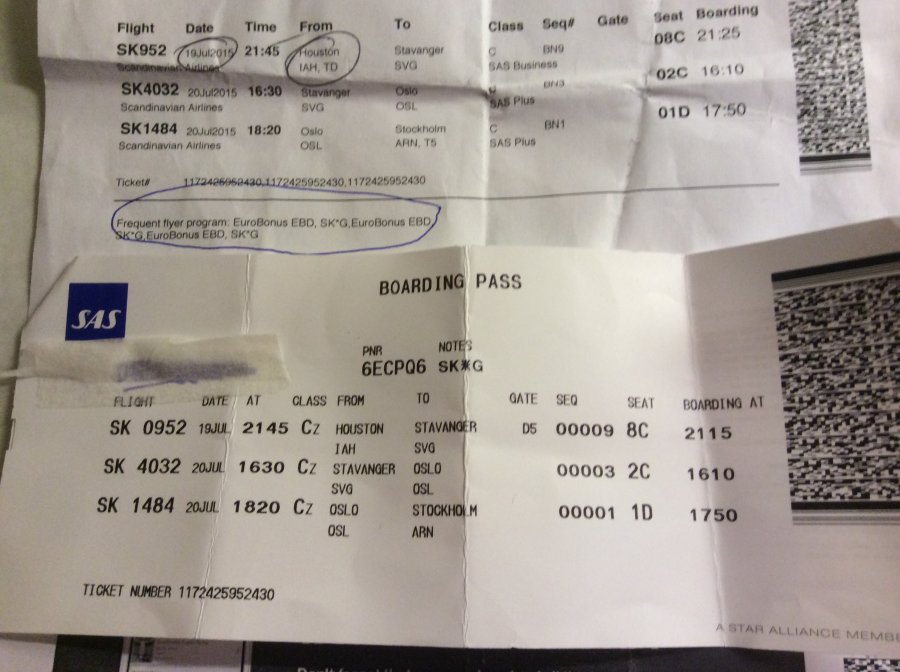 Flight Date Time From To Class Seq# Gate Seat Boarding
SK952 19Jul2015 21:45 Houston Stavanger C BN9 08C 21:25
Scandinavian Airlines IAH, TD SVG SAS Business
SK4032 20Jul2015 16:30 Stavanger Oslo C BN3 02C 16:10
Scandinavian Airlines SVG OSL SAS Plus
SK1484 20Jul2015 18:20 Oslo Stockholm C BN1 01D 17:50
Scandinavian Airlines OSL ARN, T5 SAS Plus
Ticket# 1172425952430,1172425952430,1172425952430
Frequent flyer program: EuroBonus EBD, SK*G,EuroBonus EBD,
SK*G,EuroBonus EBD, SK*G
BOARDING PASS
SAS
PNR NOTES
6ECPQ6 SK*G
FLIGHT DATE AT CLASS FROM TO GATE SEQ SEAT BOARDING AT
SK 0952 19JUL 2145 CZ HOUSTON STAVANGER D5 00009 8C 2115
IAH SVG
SK 4032 20JUL 1630 CZ STAVANGER OSLO 00003 2C 1610
SVG OSL
SK 1484 20JUL 1820 CZ OSLO STOCKHOLM 00001 1D 1750
OSL ARN
TICKET NUMBER 1172425952430
A STAR ALLIANCE MEMBE